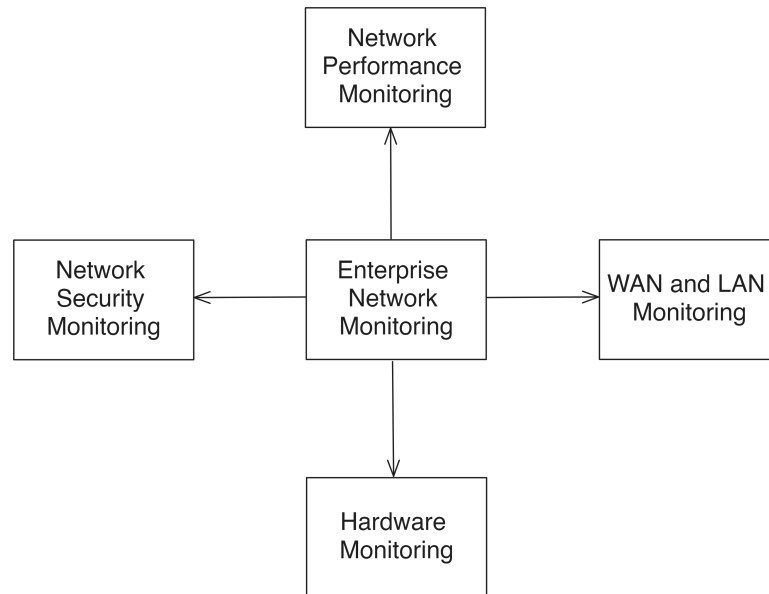 Network
Performance
Monitoring
Network
Security
Monitoring
Enterprise
Network
Monitoring
WAN and LAN
Monitoring
Hardware
Monitoring